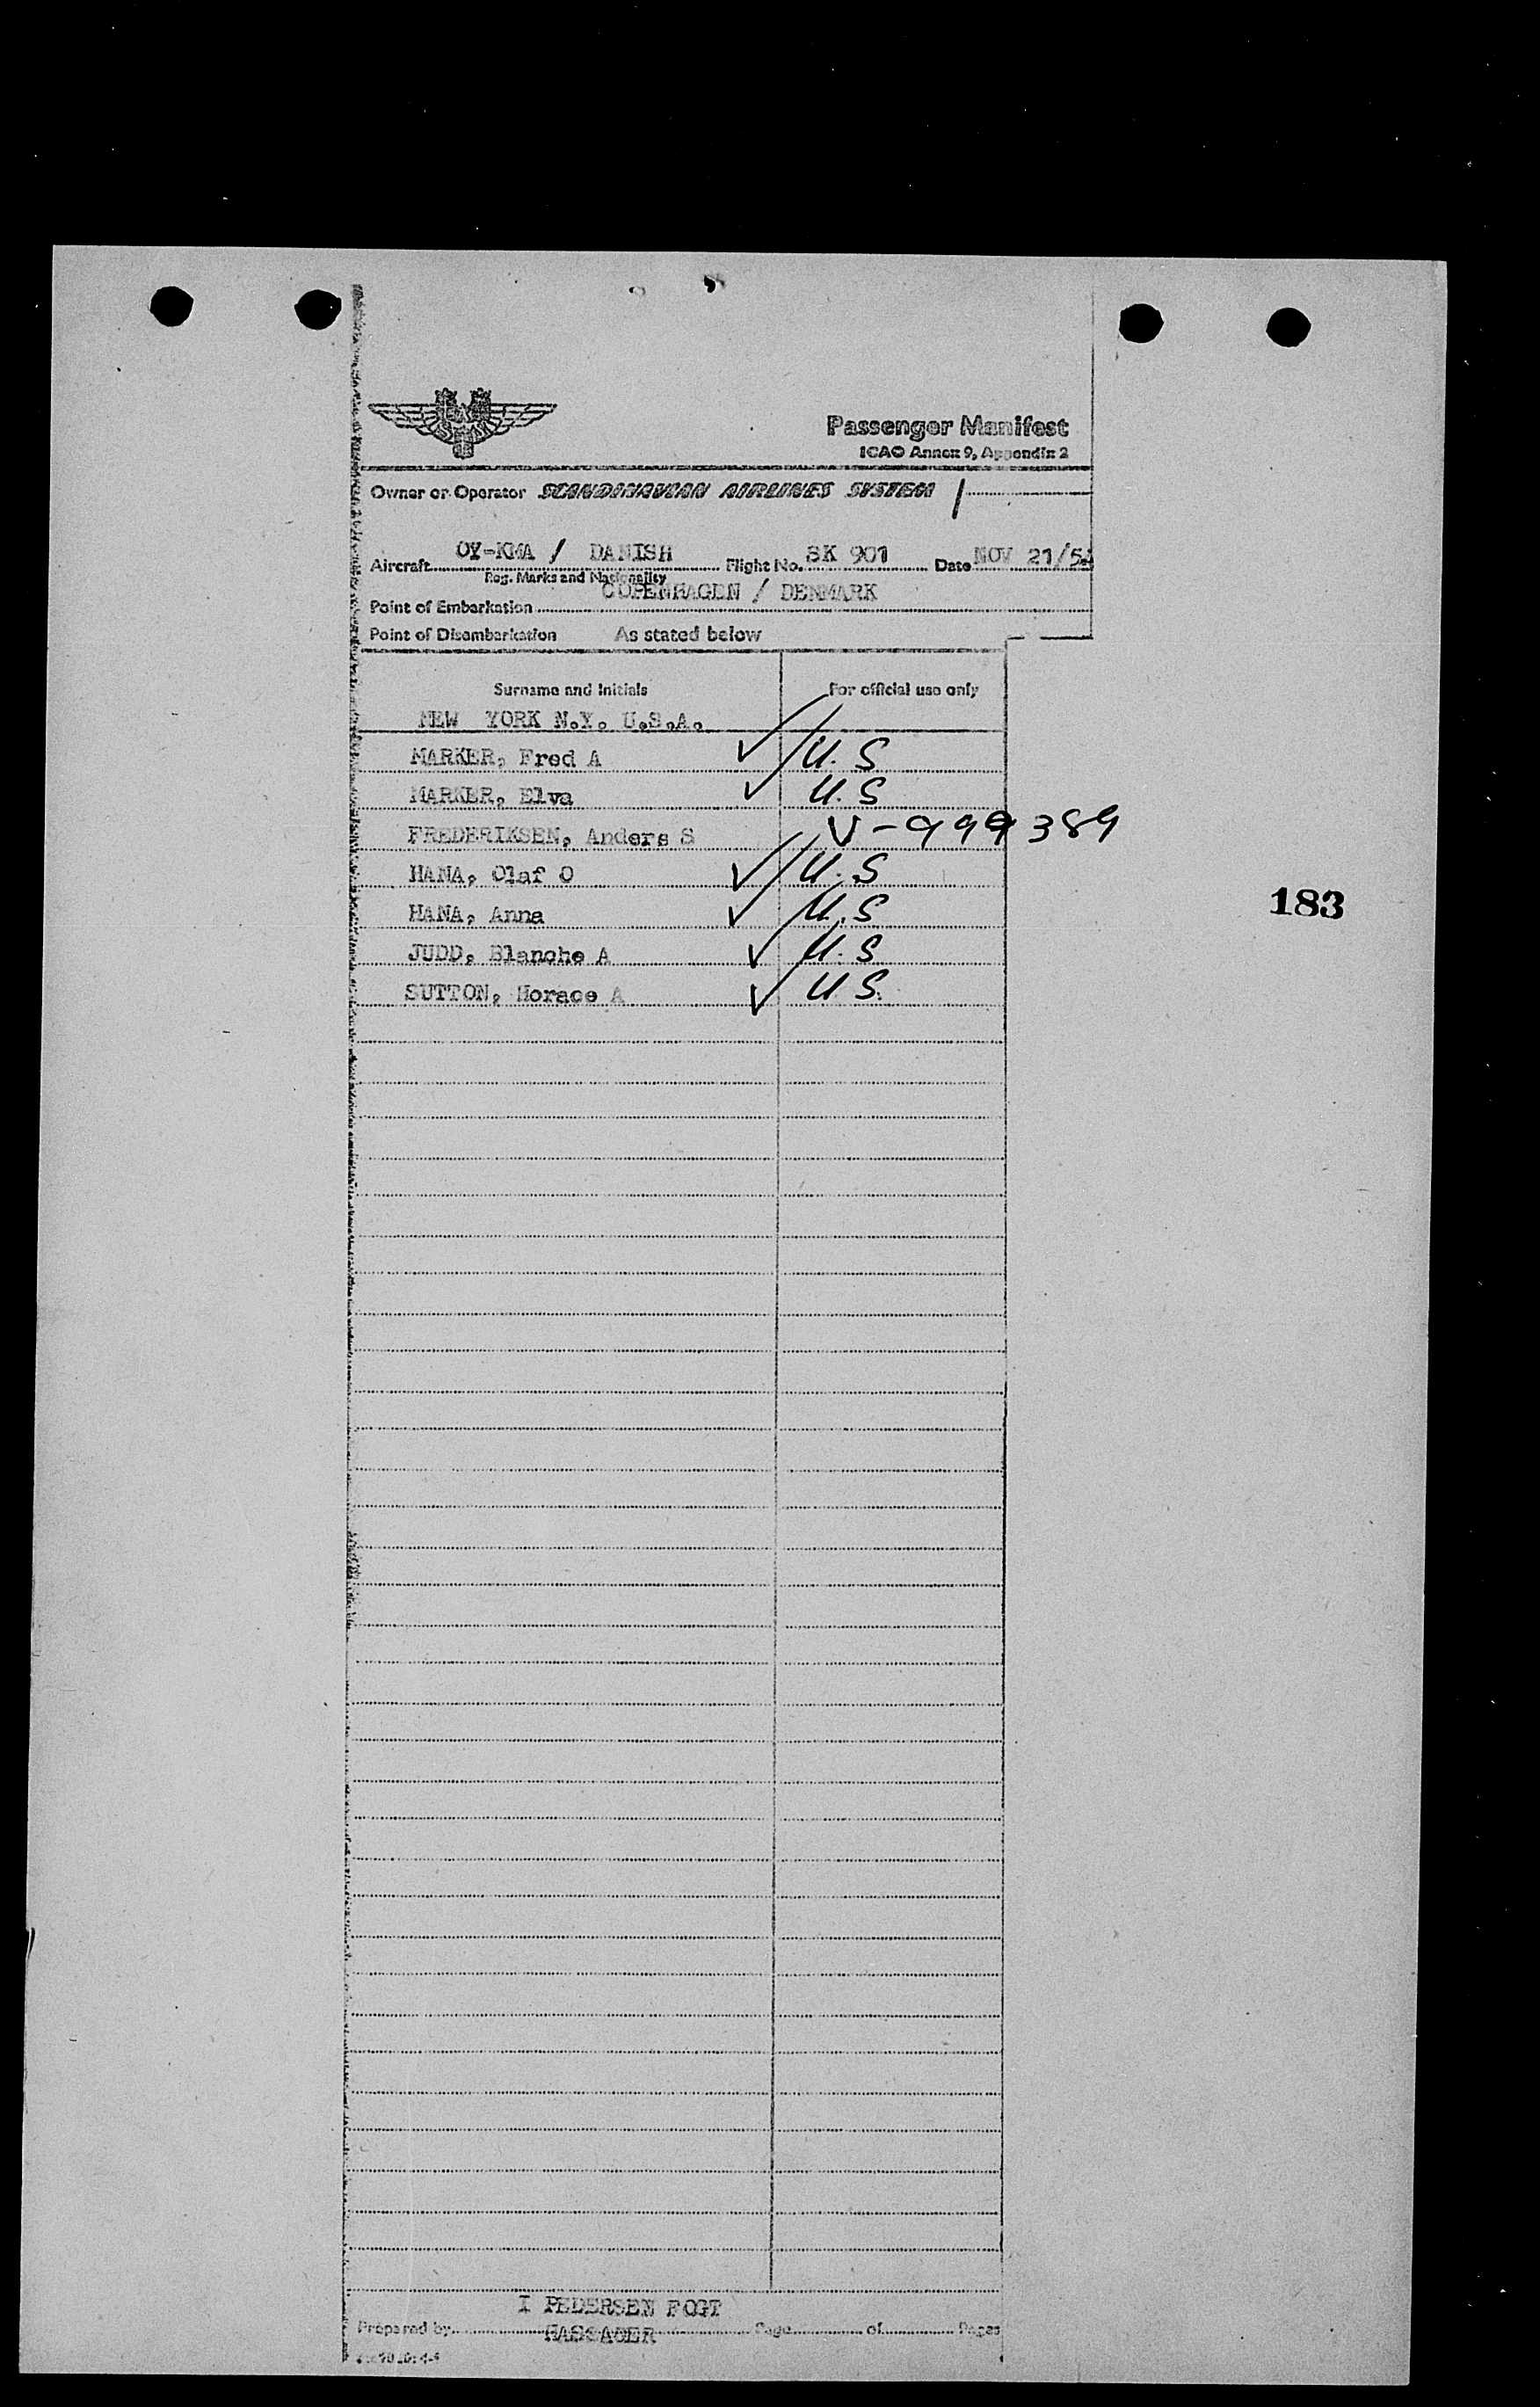 Passenger Manifest
ICAO Annex 9, Appendix 2
Owner or Operator SCANDINAVIAN AIRLINES SYSTEM
Aircraft OY-KMA / DANISH Flight No. SK 901 Date NOV 21/5
Reg. Marks and Nationality
COPENHAGEN / DENMARK
Point of Embarkation
Point of Disembarkation As stated below
Surname and Initials For official use only
NEW YORK N.Y. U.S.A.
MARKER, Fred A U.S
MARKER, Elva U.S
FREDERIKSEN, Anders S V-999389
HANA, Olaf O U.S
HANA, Anna U.S
183
JUDD, Blanche A U.S
SUTTON, Horace A U S.
I PEDERSEN FOGT
Prepared by Page of Pages